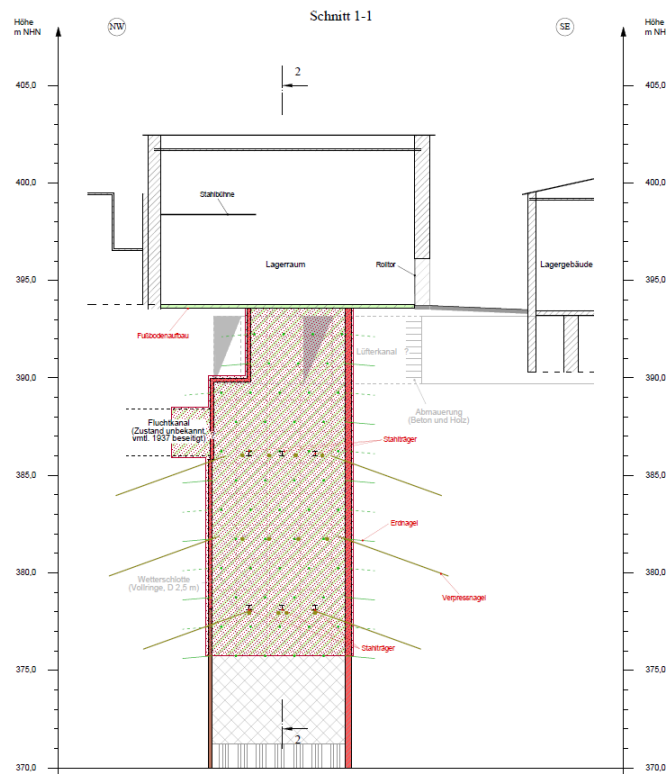 Schnitt 1-1
Höhe
m NHN
NW
SE
Höhe
m NH
2
405,0
405,0
400,0
400,0
Stahlbühne
Lagerraum
Rolltor
Lagergebäude
395,0
395,0
Fußbodenaufbau
Lüfterkanal ?
390,0
390,0
Abmauerung
(Beton und Holz)
Fluchtkanal
(Zustand unbekannt,
vmtl. 1937 beseitigt)
Stahlträger
385,0
385,0
Erdnagel
380,0
380,0
Wetterschlotte
(Vollringe, D 2,5 m)
Verpressnagel
Stahlträger
375,0
375,0
2
370,0
370,0